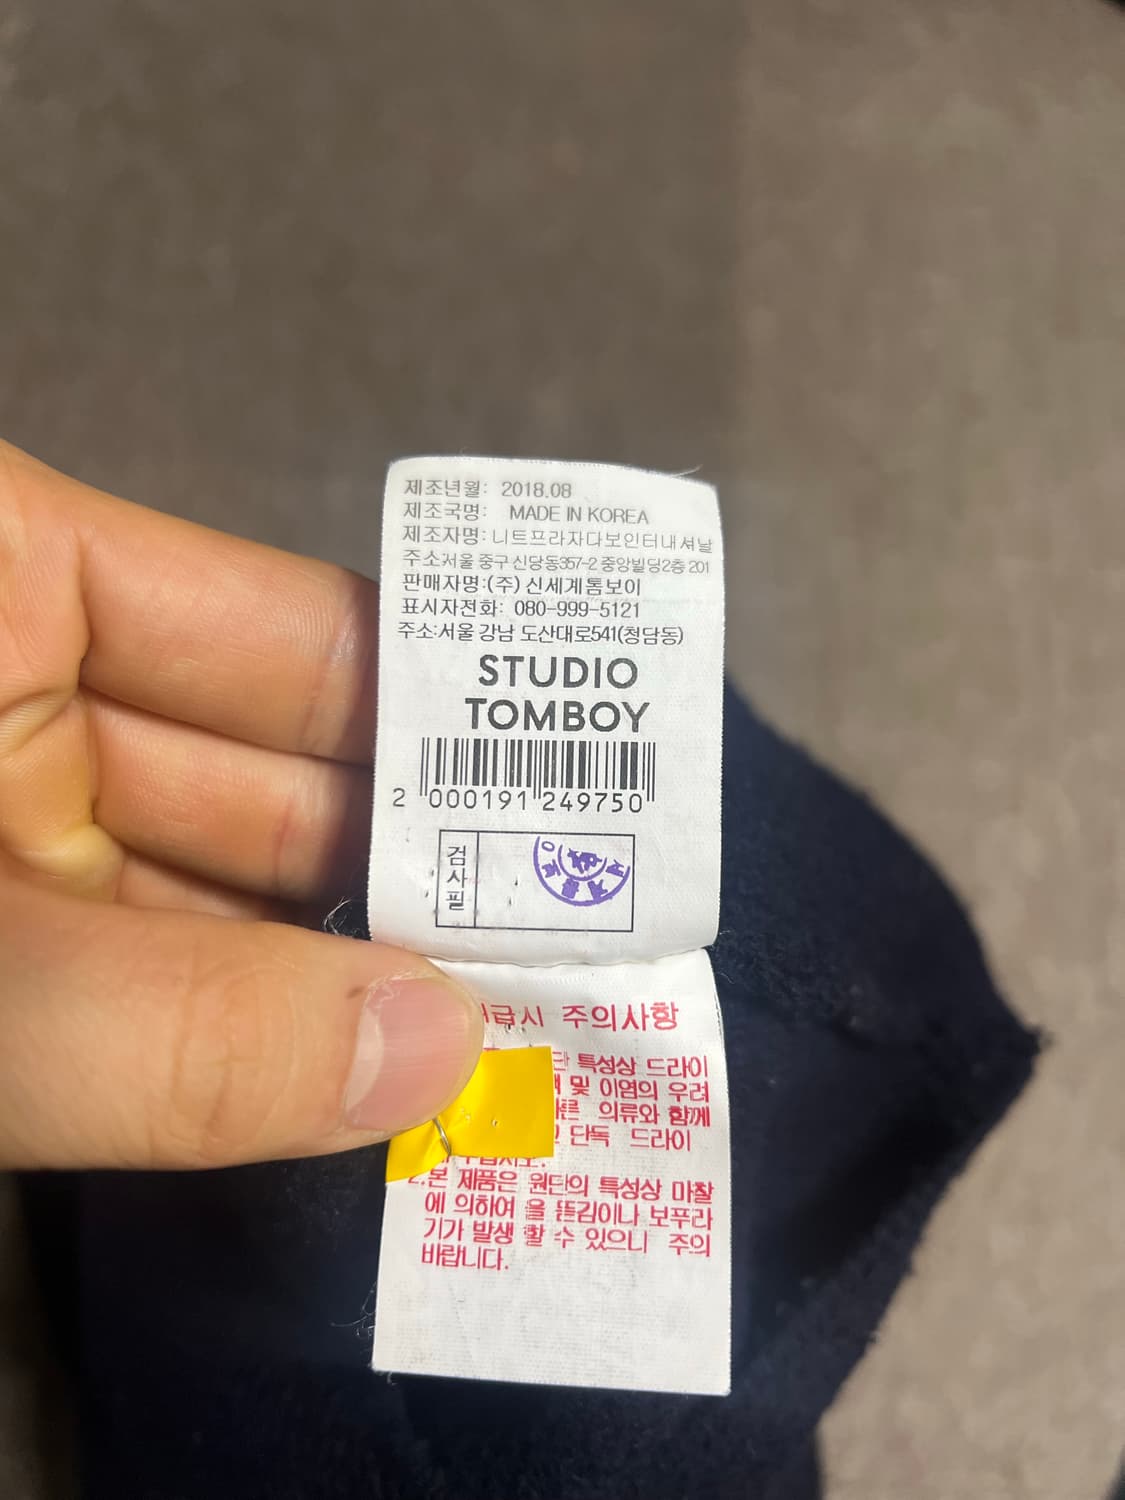 제조년월: 2018.08
제조국명: MADE IN KOREA
제조자명: 니트프라자다보인터내셔날
주소:서울 중구 신당동357-2 중앙빌딩2층 201
판매자명:(주) 신세계톰보이
표시자전화: 080-999-5121
주소:서울 강남 도산대로541(청담동)
STUDIO
TOMBOY
2 000191 249750
검사필
급시 주의사항
특성상 드라이
및 이염의 우려
의류와 함께
단독 드라이
2.본 제품은 원단의 특성상 마찰
에 의하여 올 뜯김이나 보푸라
기가 발생 할 수 있으니 주의
바랍니다.